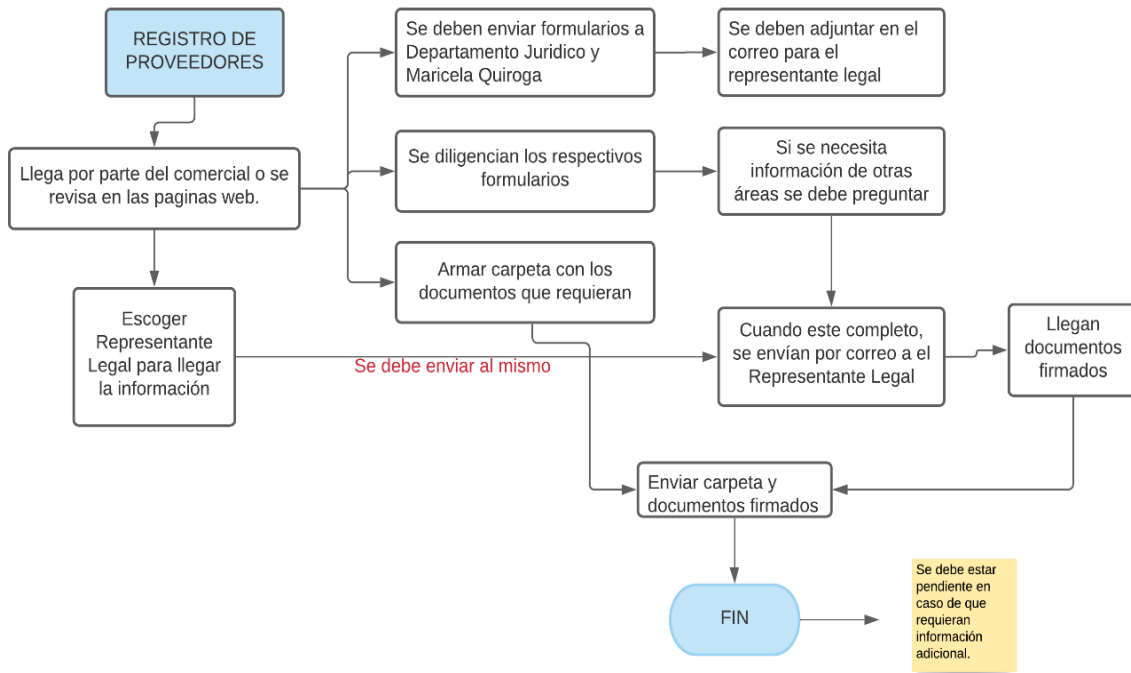 REGISTRO DE
PROVEEDORES
Se deben enviar formularios a
Departamento Juridico y
Maricela Quiroga
Se deben adjuntar en el
correo para el
representante legal
Llega por parte del comercial o se
revisa en las paginas web.
Se diligencian los respectivos
formularios
Si se necesita
información de otras
áreas se debe preguntar
Armar carpeta con los
documentos que requieran
Escoger
Representante
Legal para llegar
la información
Se debe enviar al mismo
Cuando este completo,
se envían por correo a el
Representante Legal
Llegan
documentos
firmados
Enviar carpeta y
documentos firmados
FIN
Se debe estar
pendiente en
caso de que
requieran
información
adicional.